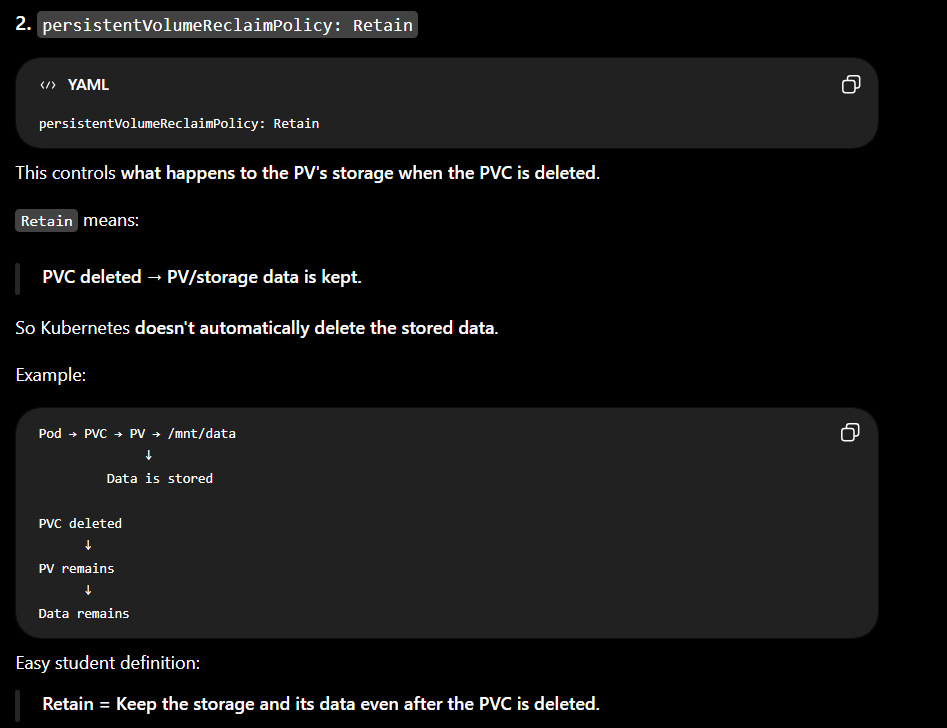 2. persistentVolumeReclaimPolicy: Retain
</> YAML
persistentVolumeReclaimPolicy: Retain
This controls what happens to the PV's storage when the PVC is deleted.
Retain means:
PVC deleted → PV/storage data is kept.
So Kubernetes doesn't automatically delete the stored data.
Example:
Pod → PVC → PV → /mnt/data
↓
Data is stored
PVC deleted
↓
PV remains
↓
Data remains
Easy student definition:
Retain = Keep the storage and its data even after the PVC is deleted.